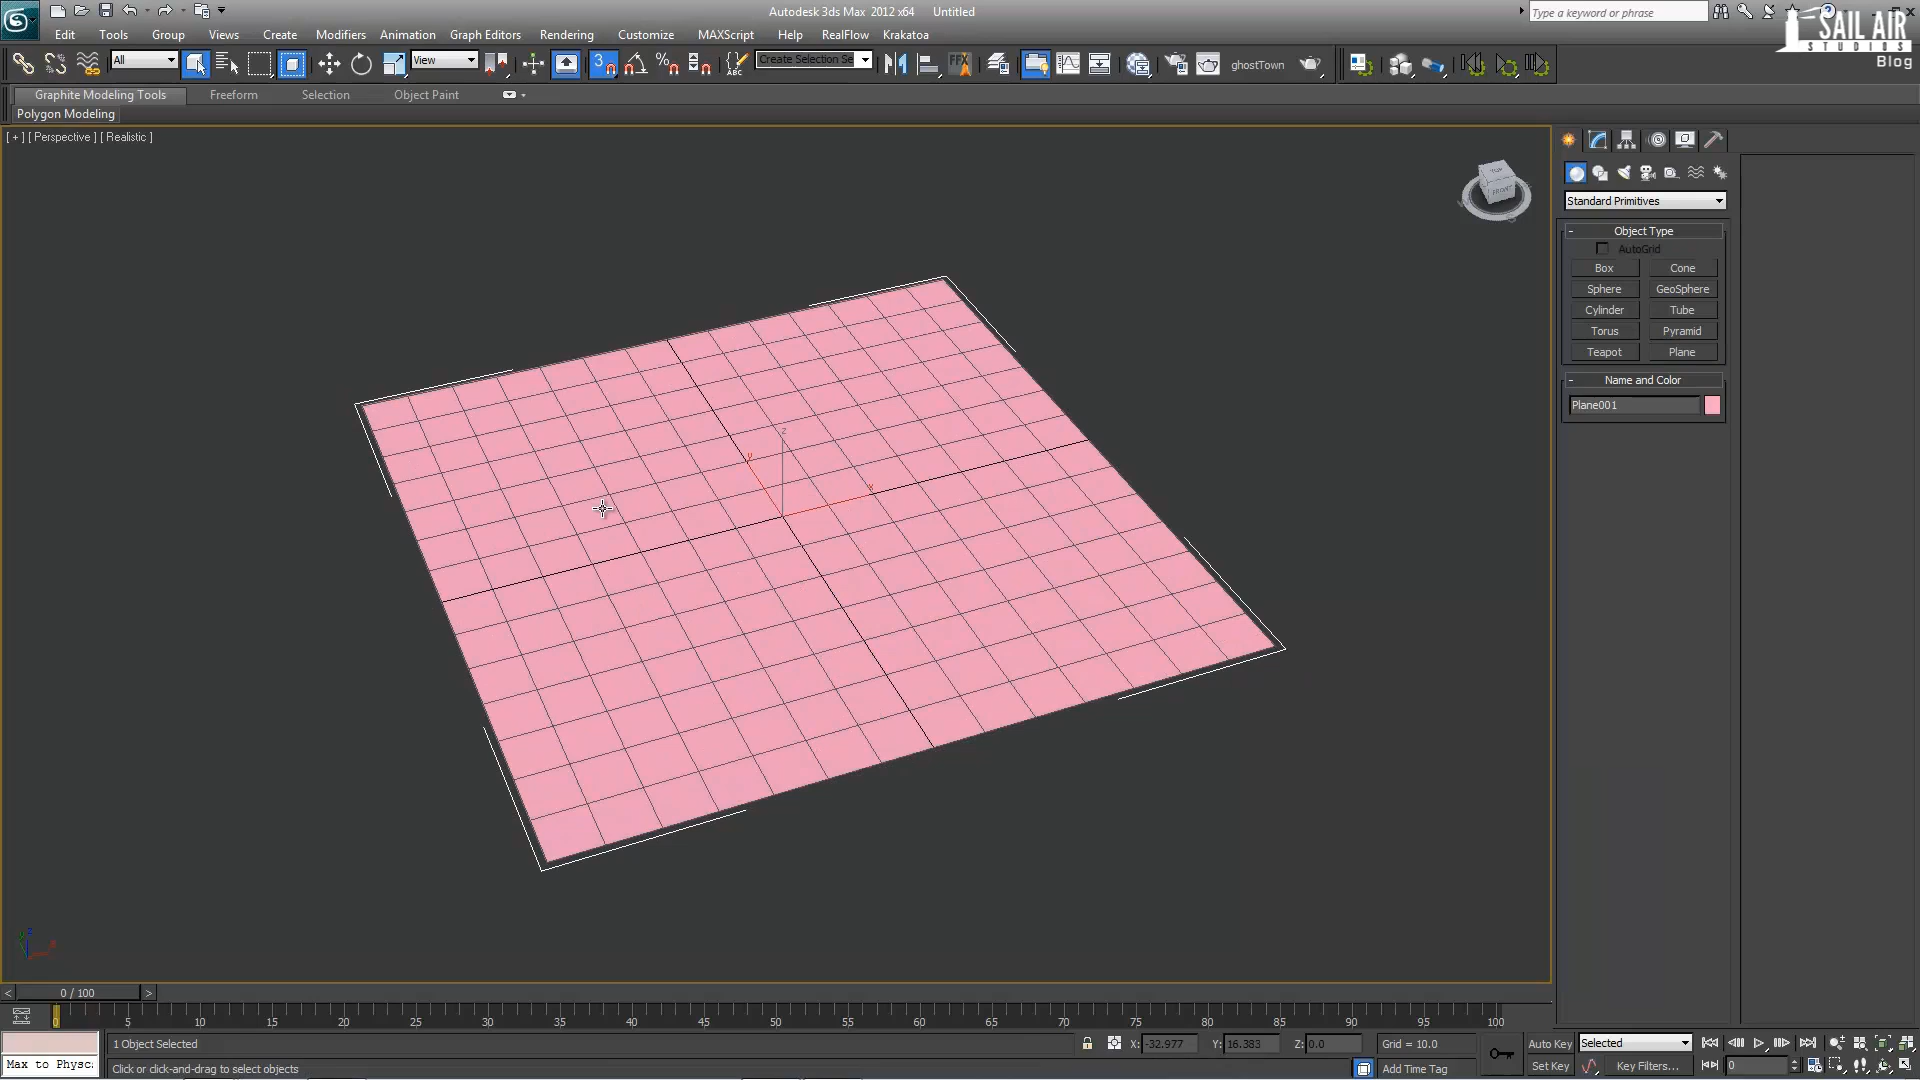 Autodesk 3ds Max 2012 x64 Untitled
Type a keyword or phrase
SAIL AIR
STUDIOS
Blog
Edit Tools Group Views Create Modifiers Animation Graph Editors Rendering Customize MAXScript Help RealFlow Krakatoa
All
View
3
%
ABC
Create Selection Se
FFX
ghostTown
Graphite Modeling Tools Freeform Selection Object Paint
Polygon Modeling
[ + ] [ Perspective ] [ Realistic ]
TOP
FRONT
Standard Primitives
- Object Type
AutoGrid
Box Cone
Sphere GeoSphere
Cylinder Tube
Torus Pyramid
Teapot Plane
- Name and Color
Plane001
z
y
x
< 0 / 100 >
0 5 10 15 20 25 30 35 40 45 50 55 60 65 70 75 80 85 90 95 100
1 Object Selected X: -32.977 Y: 16.383 Z: 0.0 Grid = 10.0 Auto Key Selected
Max to Physc: Click or click-and-drag to select objects Add Time Tag Set Key Key Filters... 0